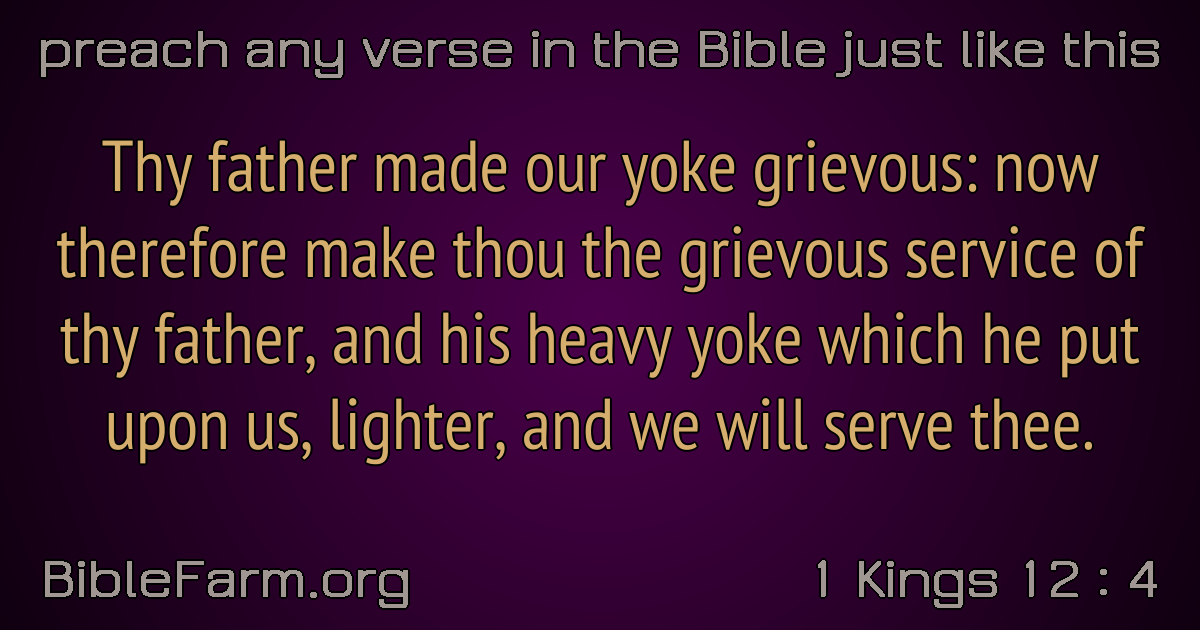 preach any verse in the Bible just like this
Thy father made our yoke grievous: now
therefore make thou the grievous service of
thy father, and his heavy yoke which he put
upon us, lighter, and we will serve thee.
BibleFarm.org
1 Kings 12 : 4